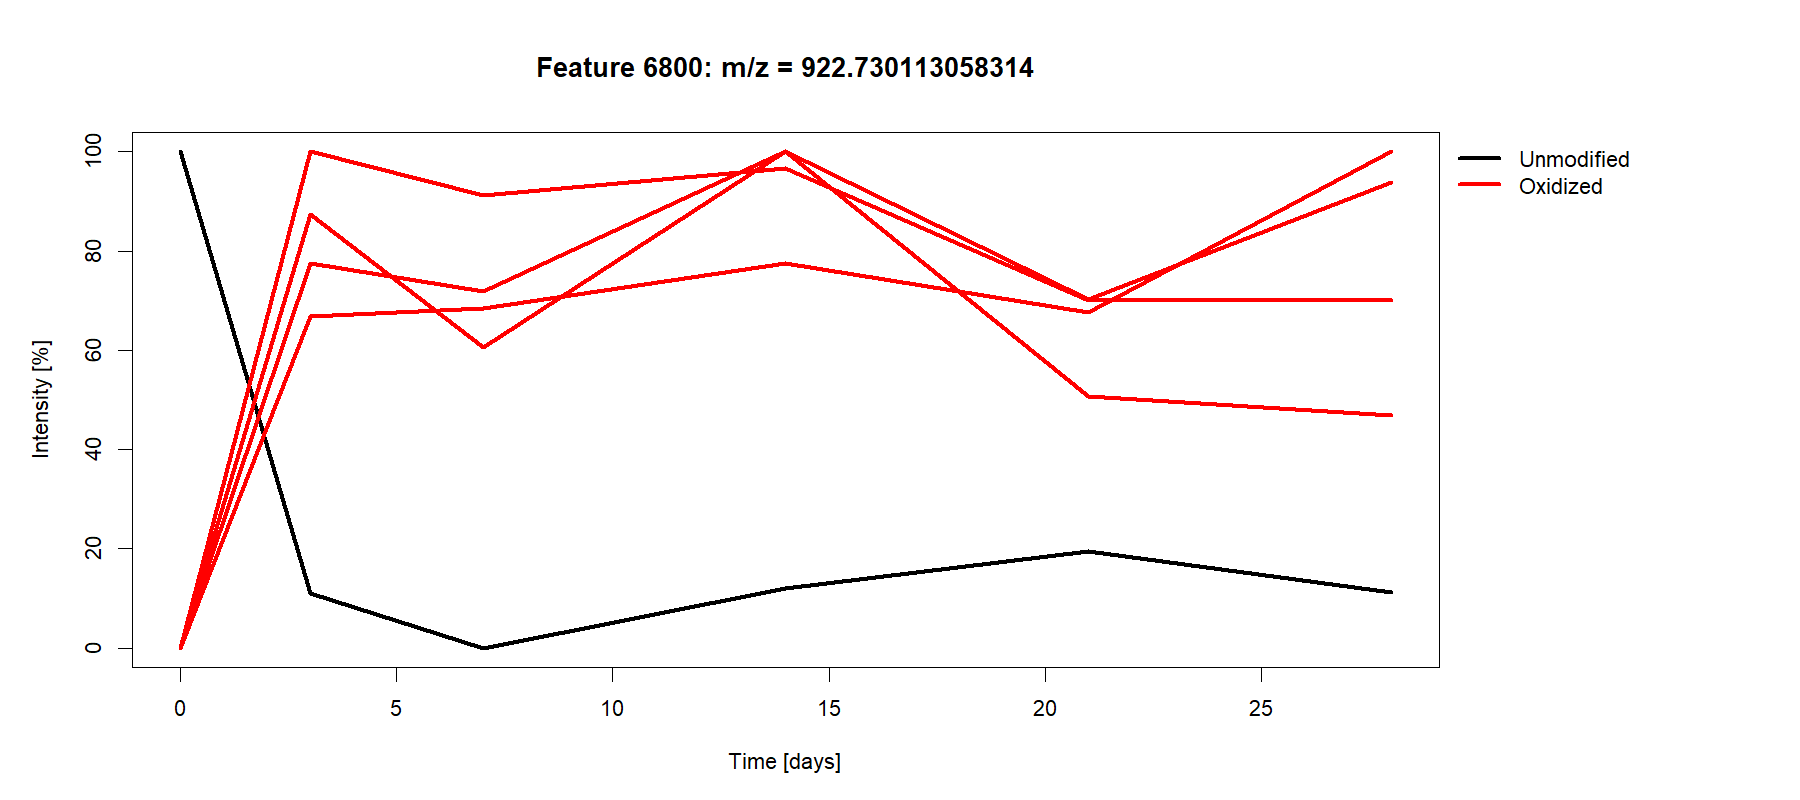 Feature 6800: m/z = 922.730113058314
Unmodified
Oxidized
Intensity [%]
100
80
60
40
20
0
0 5 10 15 20 25
Time [days]